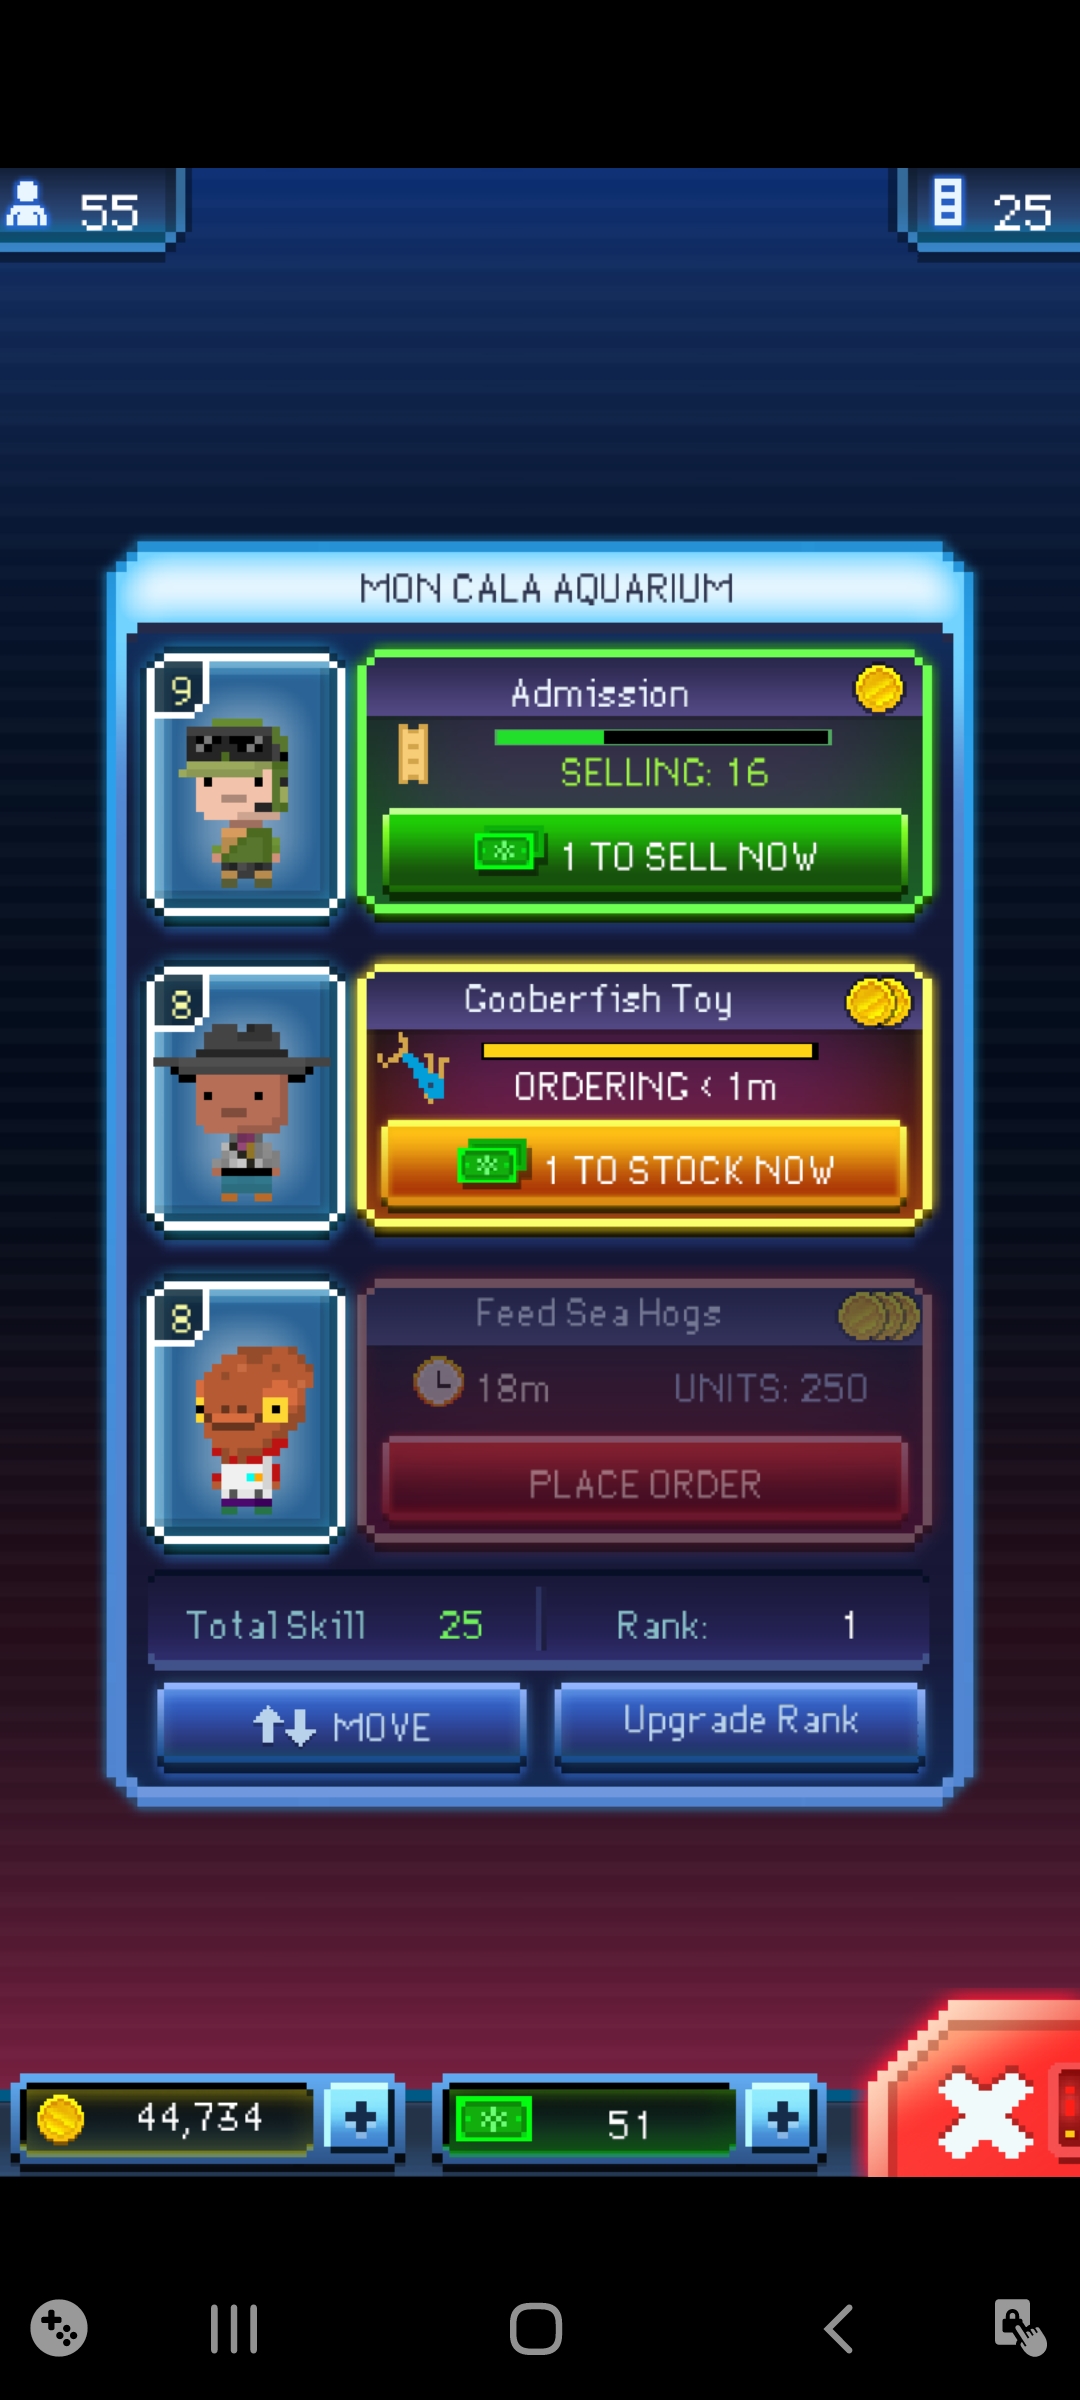 55
25
MON CALA AQUARIUM
9
Admission
SELLING: 16
1 TO SELL NOW
8
Gooberfish Toy
ORDERING < 1m
1 TO STOCK NOW
8
Feed Sea Hogs
18m UNITS: 250
PLACE ORDER
Total Skill 25 Rank: 1
MOVE Upgrade Rank
44,734 51